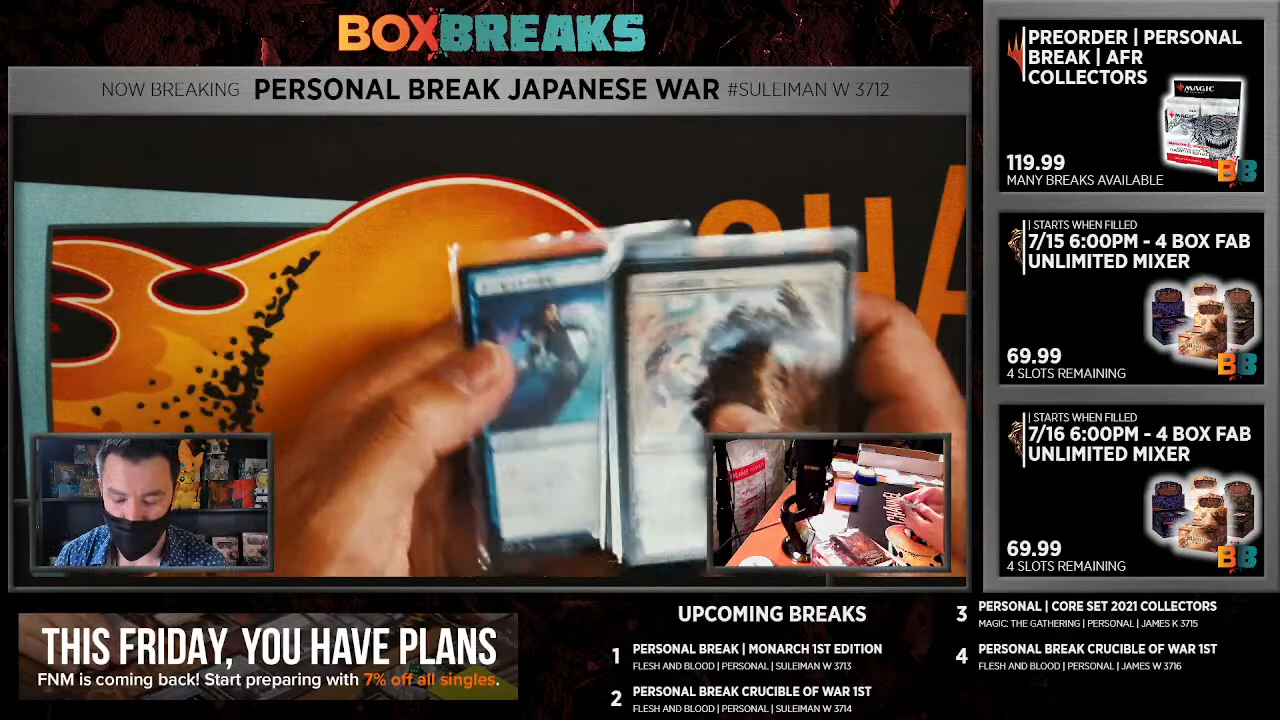 BOXBREAKS
NOW BREAKING PERSONAL BREAK JAPANESE WAR #SULEIMAN W 3712
PREORDER | PERSONAL
BREAK | AFR
COLLECTORS
MAGIC
119.99
MANY BREAKS AVAILABLE
BB
| STARTS WHEN FILLED
7/15 6:00PM - 4 BOX FAB
UNLIMITED MIXER
69.99
4 SLOTS REMAINING
BB
| STARTS WHEN FILLED
7/16 6:00PM - 4 BOX FAB
UNLIMITED MIXER
69.99
4 SLOTS REMAINING
BB
CHA
CHANNEL
THIS FRIDAY, YOU HAVE PLANS
FNM is coming back! Start preparing with 7% off all singles.
UPCOMING BREAKS
1 PERSONAL BREAK | MONARCH 1ST EDITION
FLESH AND BLOOD | PERSONAL | SULEIMAN W 3713
2 PERSONAL BREAK CRUCIBLE OF WAR 1ST
FLESH AND BLOOD | PERSONAL | SULEIMAN W 3714
3 PERSONAL | CORE SET 2021 COLLECTORS
MAGIC: THE GATHERING | PERSONAL | JAMES K 3715
4 PERSONAL BREAK CRUCIBLE OF WAR 1ST
FLESH AND BLOOD | PERSONAL | JAMES W 3716